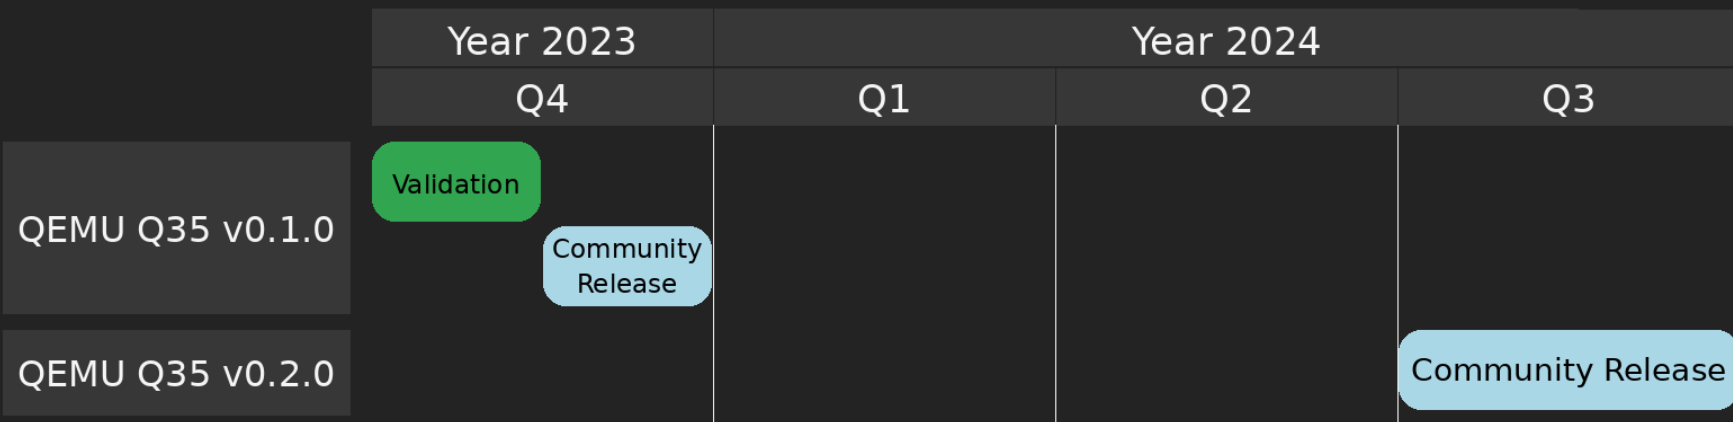 Year 2023
Year 2024
Q4
Q1
Q2
Q3
QEMU Q35 v0.1.0
Validation
Community
Release
QEMU Q35 v0.2.0
Community Release